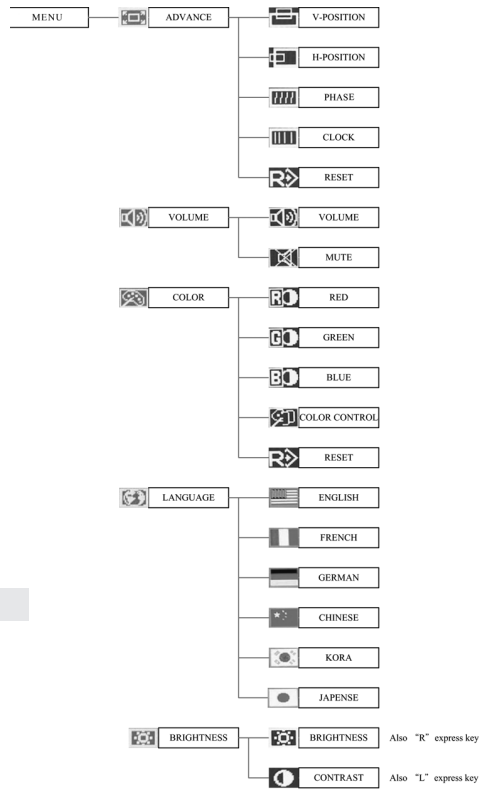 MENU
ADVANCE
V-POSITION
H-POSITION
PHASE
CLOCK
RESET
VOLUME
VOLUME
MUTE
COLOR
RED
GREEN
BLUE
COLOR CONTROL
RESET
LANGUAGE
ENGLISH
FRENCH
GERMAN
CHINESE
KORA
JAPENSE
BRIGHTNESS
BRIGHTNESS Also “R” express key
CONTRAST Also “L” express key